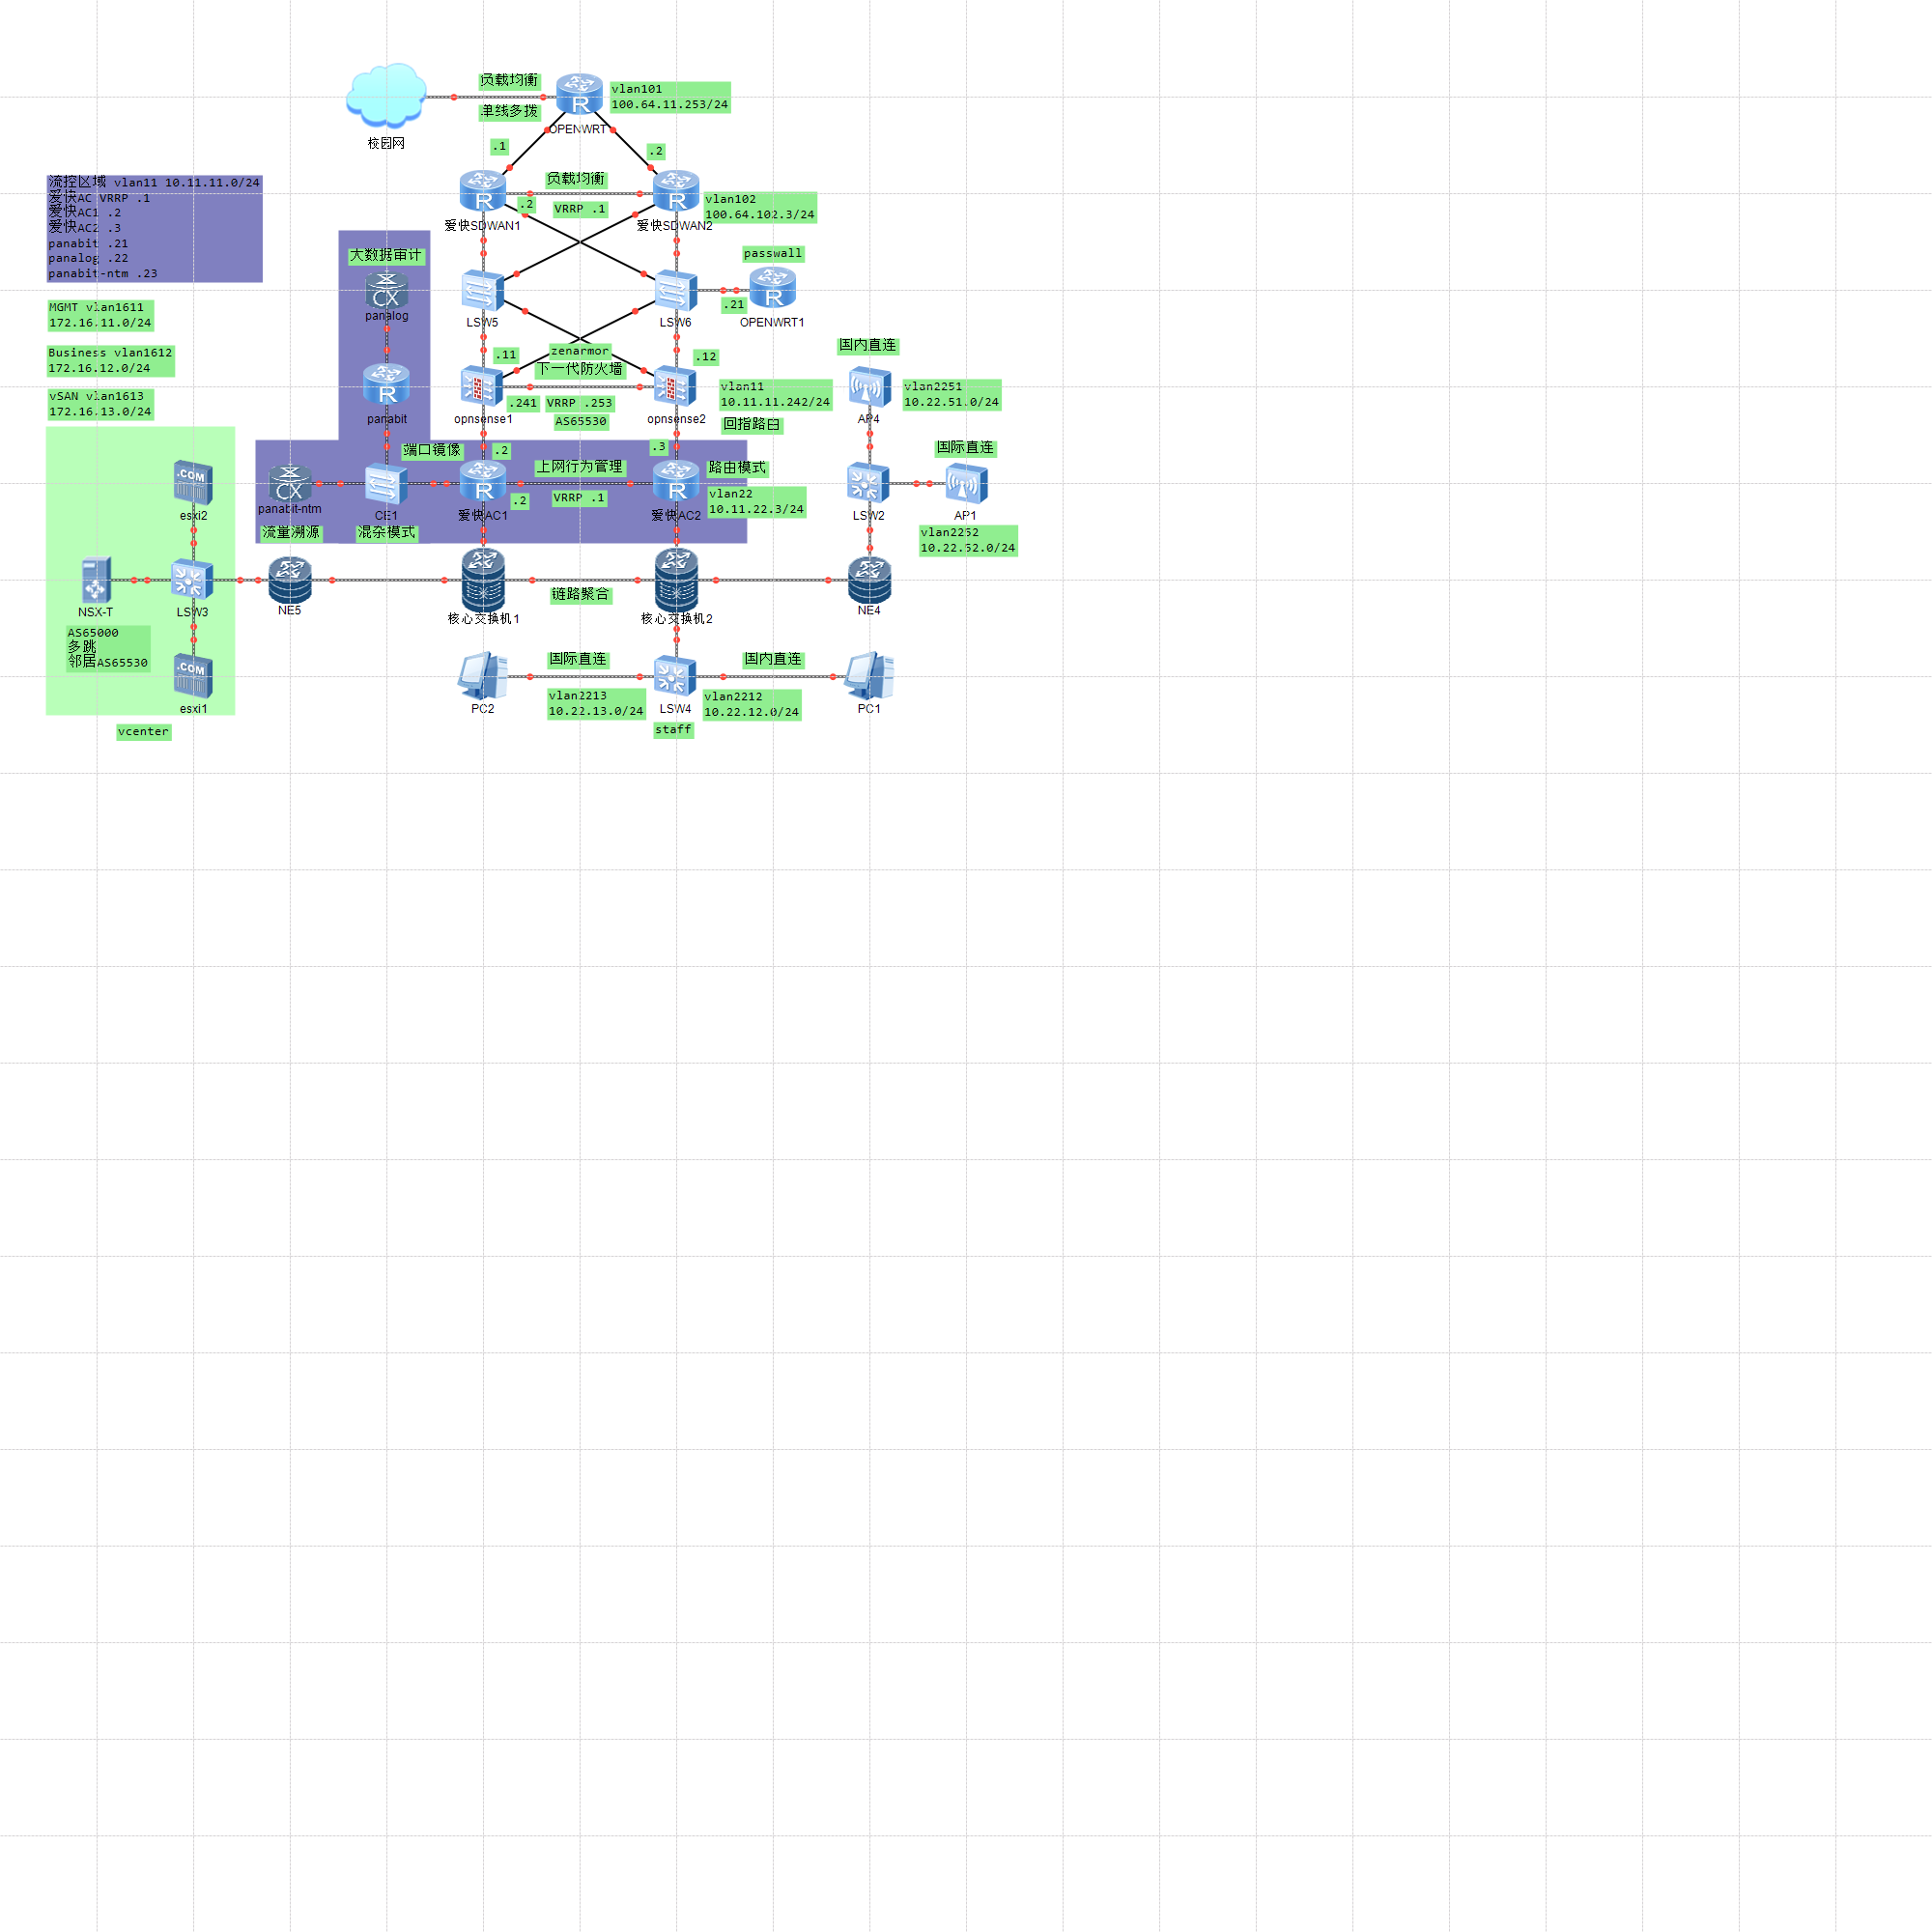 负载均衡
单线多拨
校园网
OPENWRT
vlan101
100.64.11.253/24
.1
.2
流控区域 vlan11 10.11.11.0/24
爱快AC VRRP .1
爱快AC1 .2
爱快AC2 .3
panabit .21
panalog .22
panabit-ntm .23
负载均衡
.2
VRRP .1
爱快SDWAN1
爱快SDWAN2
vlan102
100.64.102.3/24
大数据审计
panalog
LSW5
LSW6
passwall
.21
OPENWRT1
MGMT vlan1611
172.16.11.0/24
Business vlan1612
172.16.12.0/24
vSAN vlan1613
172.16.13.0/24
.11
zenarmor
下一代防火墙
.12
国内直连
panabit
opnsense1
.241
VRRP .253
AS65530
opnsense2
vlan11
10.11.11.242/24
回指路由
AP4
vlan2251
10.22.51.0/24
端口镜像
.2
上网行为管理
.3
路由模式
国际直连
esxi2
panabit-ntm
流量溯源
CE1
混杂模式
爱快AC1
.2
VRRP .1
爱快AC2
vlan22
10.11.22.3/24
LSW2
AP1
vlan2252
10.22.52.0/24
NSX-T
LSW3
NE5
核心交换机1
链路聚合
核心交换机2
NE4
AS65000
多跳
邻居AS65530
esxi1
vcenter
PC2
国际直连
vlan2213
10.22.13.0/24
LSW4
staff
国内直连
vlan2212
10.22.12.0/24
PC1